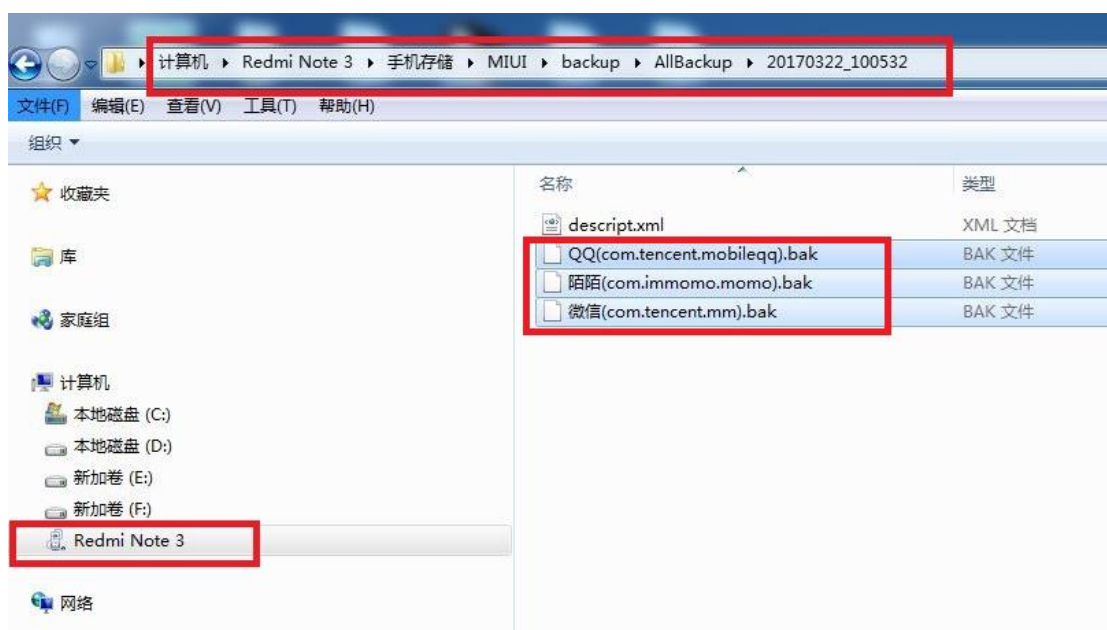 计算机 ▸ Redmi Note 3 ▸ 手机存储 ▸ MIUI ▸ backup ▸ AllBackup ▸ 20170322_100532
文件(F) 编辑(E) 查看(V) 工具(T) 帮助(H)
组织 ▼
收藏夹
库
家庭组
计算机
本地磁盘 (C:)
本地磁盘 (D:)
新加卷 (E:)
新加卷 (F:)
Redmi Note 3
网络
名称 类型
descript.xml XML 文档
QQ(com.tencent.mobileqq).bak BAK 文件
陌陌(com.immomo.momo).bak BAK 文件
微信(com.tencent.mm).bak BAK 文件